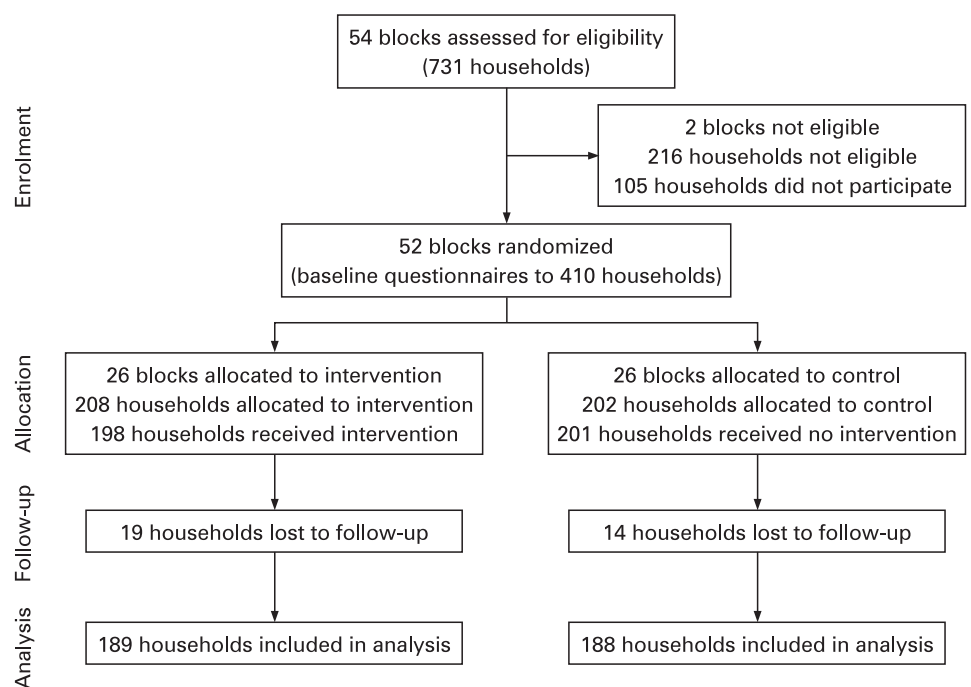 54 blocks assessed for eligibility
(731 households)
Enrolment
2 blocks not eligible
216 households not eligible
105 households did not participate
52 blocks randomized
(baseline questionnaires to 410 households)
Allocation
26 blocks allocated to intervention
208 households allocated to intervention
198 households received intervention
26 blocks allocated to control
202 households allocated to control
201 households received no intervention
Follow-up
19 households lost to follow-up
14 households lost to follow-up
Analysis
189 households included in analysis
188 households included in analysis